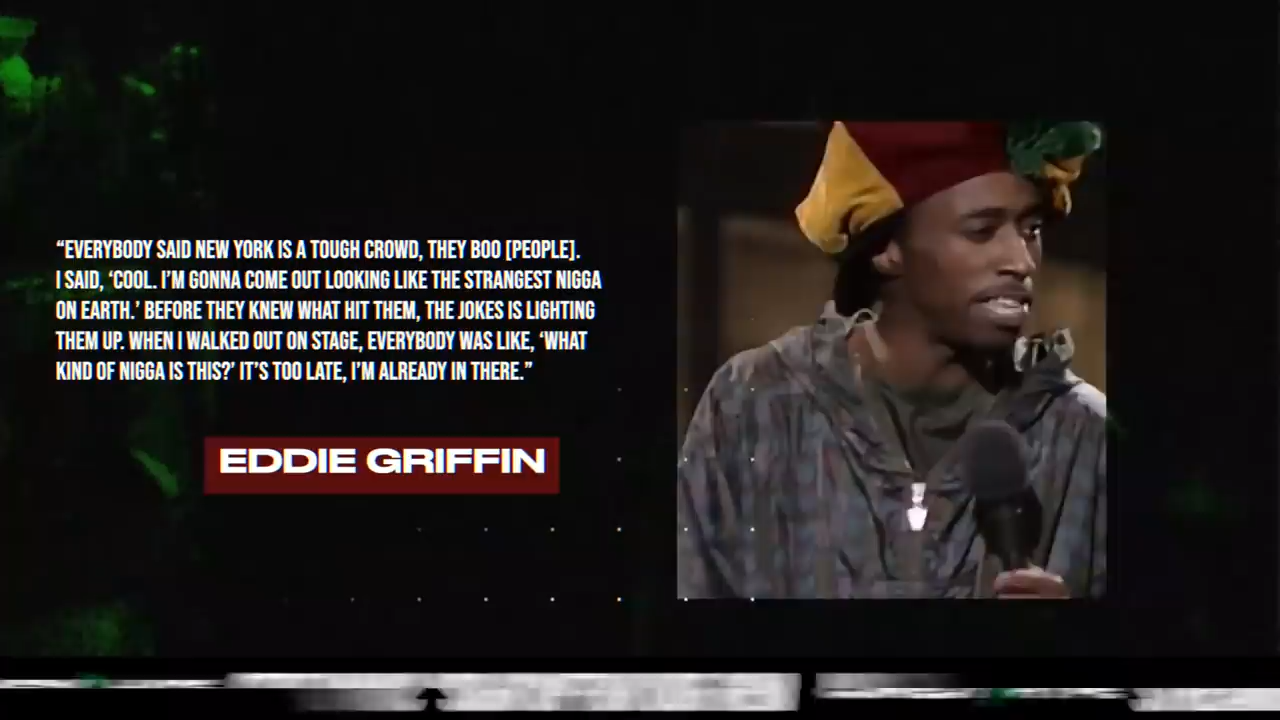 “EVERYBODY SAID NEW YORK IS A TOUGH CROWD, THEY BOO [PEOPLE].
I SAID, ‘COOL. I’M GONNA COME OUT LOOKING LIKE THE STRANGEST NIGGA
ON EARTH.’ BEFORE THEY KNEW WHAT HIT THEM, THE JOKES IS LIGHTING
THEM UP. WHEN I WALKED OUT ON STAGE, EVERYBODY WAS LIKE, ‘WHAT
KIND OF NIGGA IS THIS?’ IT’S TOO LATE, I’M ALREADY IN THERE.”
EDDIE GRIFFIN